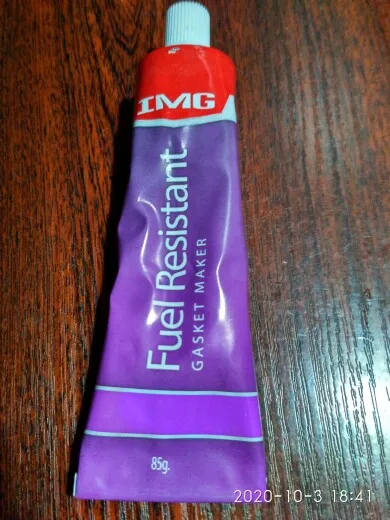 IMG
Fuel Resistant
GASKET MAKER
85g.
2020-10-3 18:41